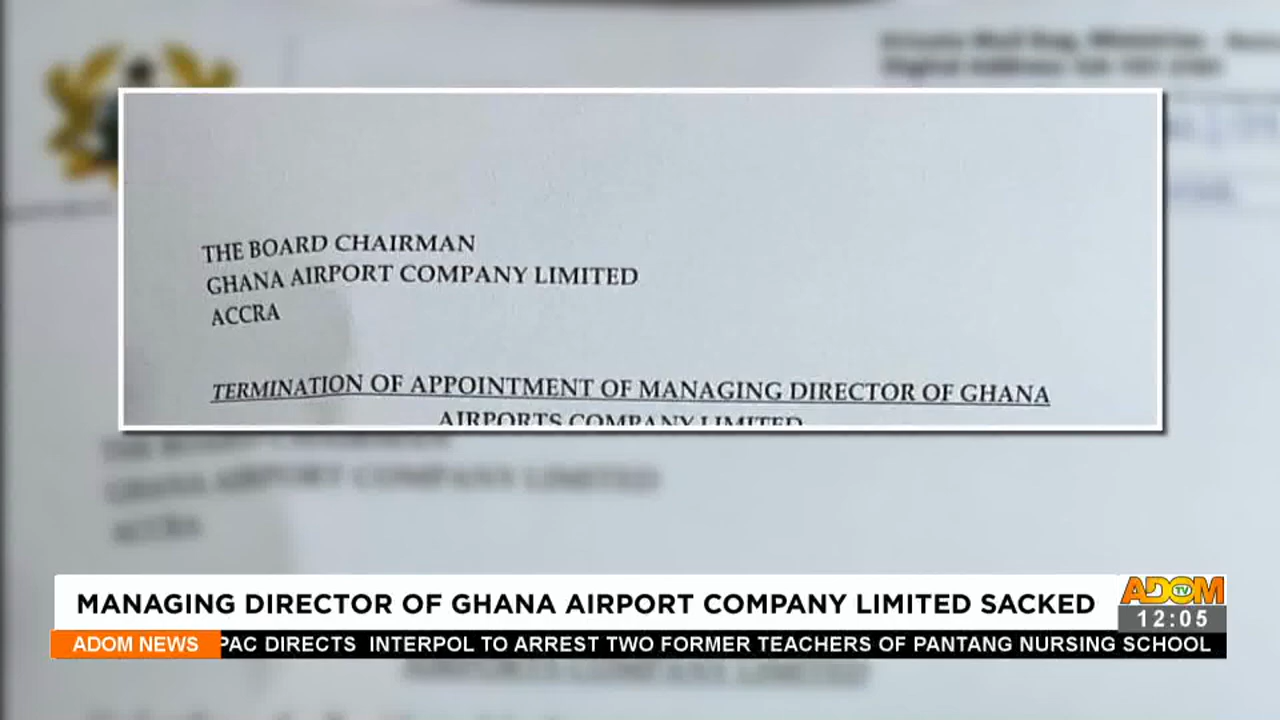 THE BOARD CHAIRMAN
GHANA AIRPORT COMPANY LIMITED
ACCRA
TERMINATION OF APPOINTMENT OF MANAGING DIRECTOR OF GHANA
AIRPORTS COMPANY LIMITED
MANAGING DIRECTOR OF GHANA AIRPORT COMPANY LIMITED SACKED
ADOM TV
12:05
ADOM NEWS
PAC DIRECTS INTERPOL TO ARREST TWO FORMER TEACHERS OF PANTANG NURSING SCHOOL